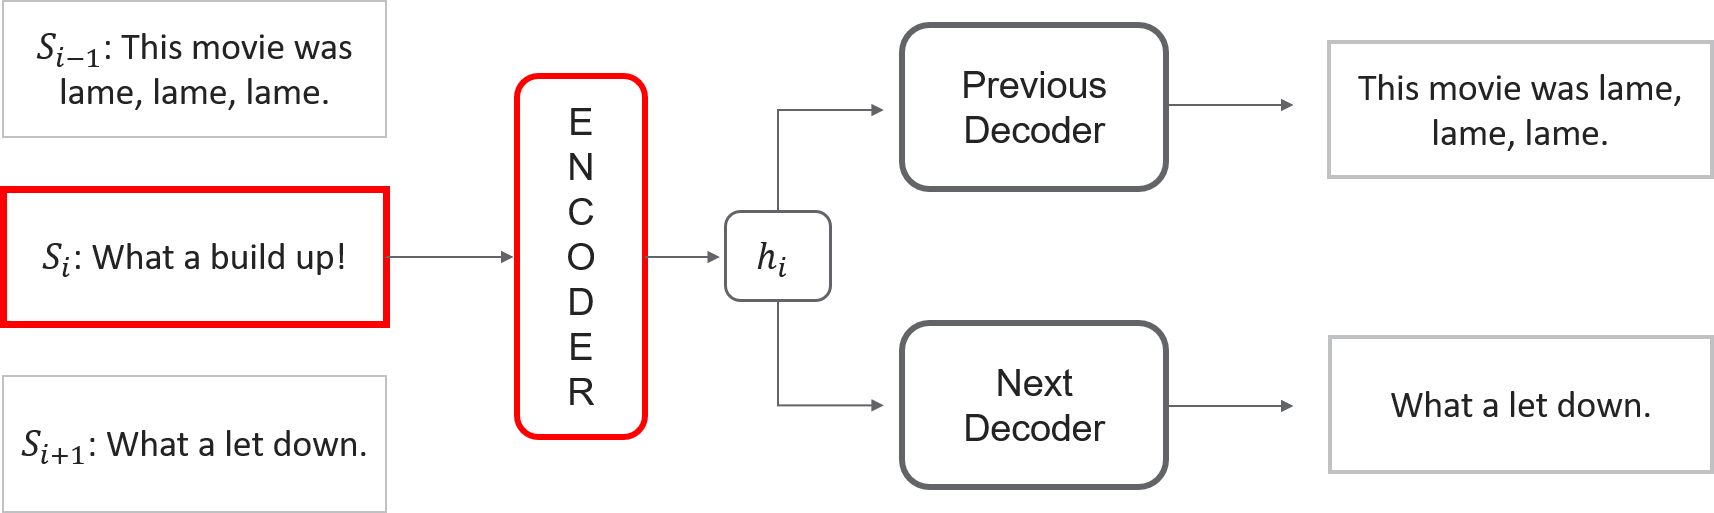 S_{i-1}: This movie was
lame, lame, lame.
S_i: What a build up!
S_{i+1}: What a let down.
ENCODER
h_i
Previous
Decoder
Next
Decoder
This movie was lame,
lame, lame.
What a let down.